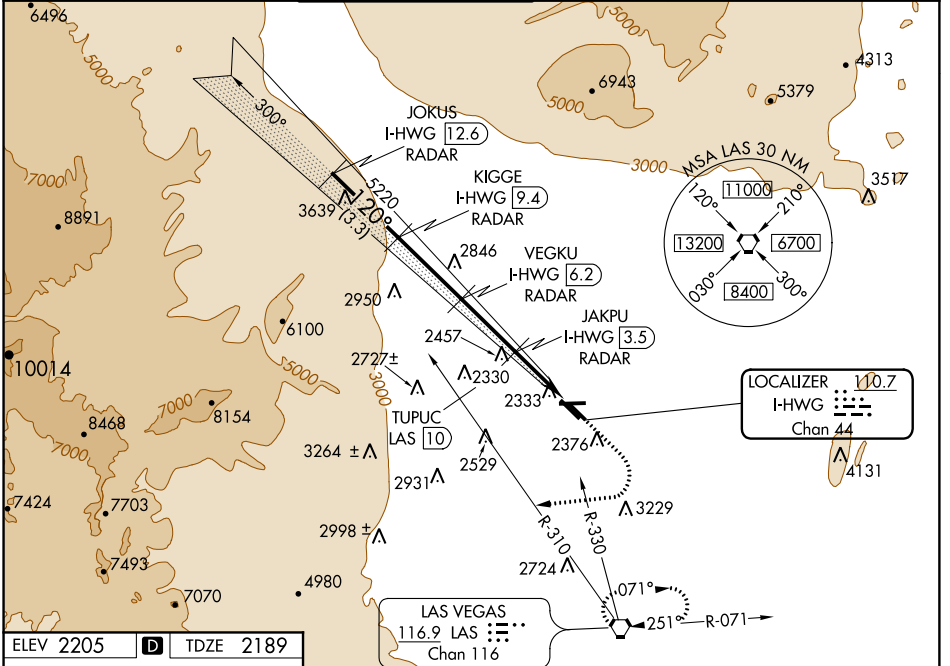 6496
5000
5000
6943
5000
4313
5379
3000
3517
300°
JOKUS
I-HWG 12.6
RADAR
5220
120°
3639
(3.3)
KIGGE
I-HWG 9.4
RADAR
2846
VEGKU
I-HWG 6.2
RADAR
JAKPU
I-HWG 3.5
RADAR
MSA LAS 30 NM
120°
11000
210°
13200
6700
030°
8400
300°
7000
8891
2950
6100
5000
3000
2457
2727±
2330
2333
10014
7000
8154
8468
7000
TUPUC
LAS 10
LOCALIZER 110.7
I-HWG
Chan 44
4131
2376
2529
3264 ±
2931
7424
7703
3229
R-310
R-330
2998 ±
2724
7493
4980
7070
071°
251°
R-071
LAS VEGAS
116.9 LAS
Chan 116
ELEV 2205 D TDZE 2189